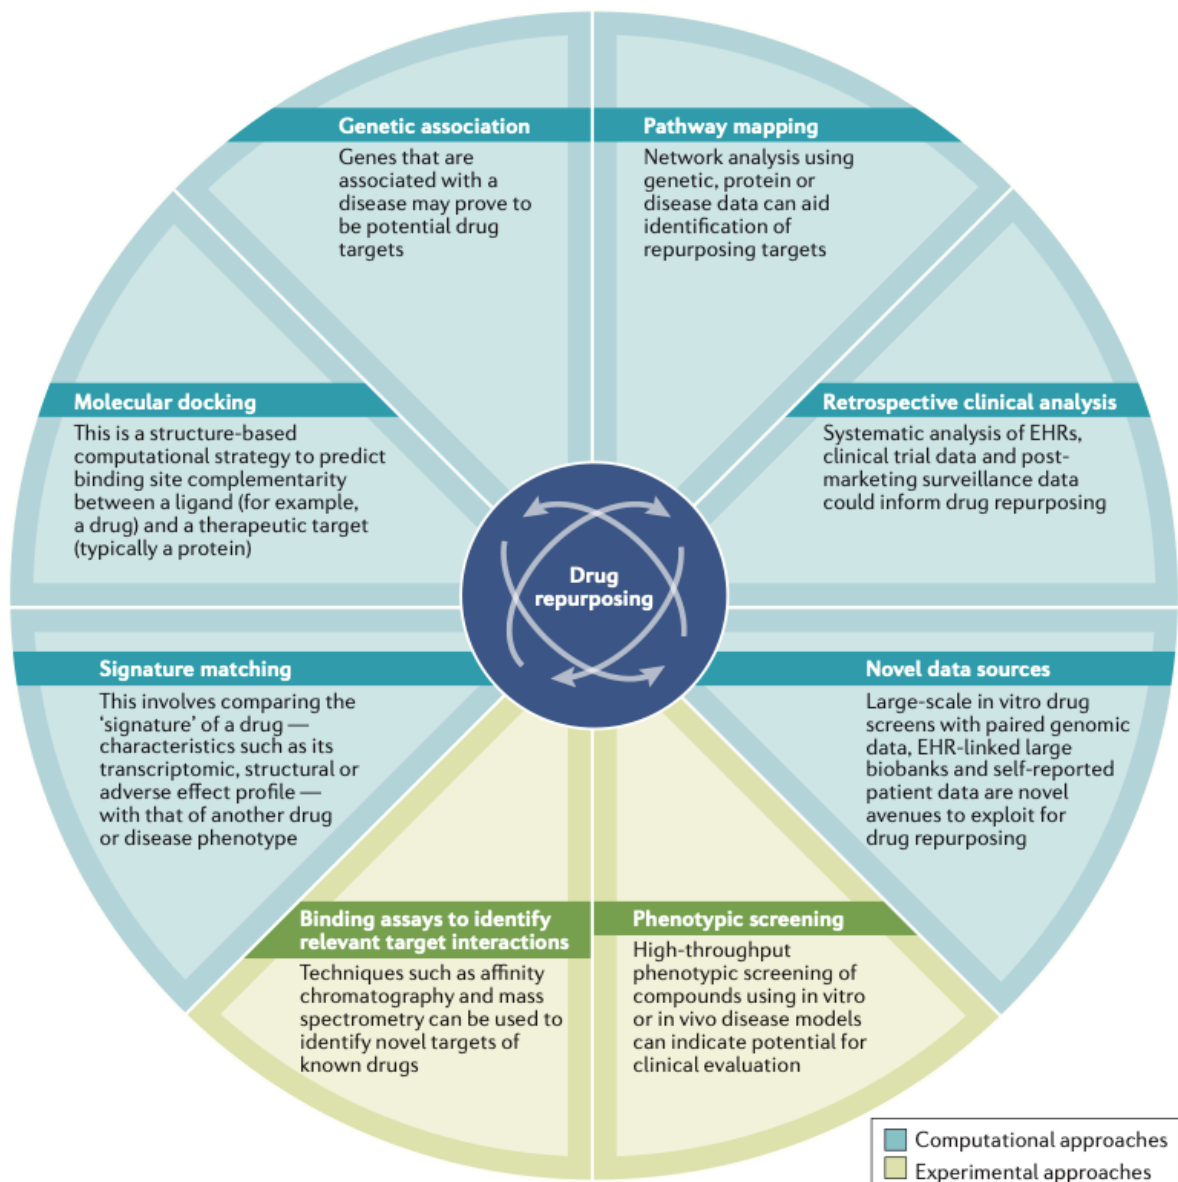 Genetic association
Genes that are
associated with a
disease may prove to
be potential drug
targets
Pathway mapping
Network analysis using
genetic, protein or
disease data can aid
identification of
repurposing targets
Molecular docking
This is a structure-based
computational strategy to predict
binding site complementarity
between a ligand (for example,
a drug) and a therapeutic target
(typically a protein)
Retrospective clinical analysis
Systematic analysis of EHRs,
clinical trial data and post-
marketing surveillance data
could inform drug repurposing
Drug
repurposing
Signature matching
This involves comparing the
‘signature’ of a drug —
characteristics such as its
transcriptomic, structural or
adverse effect profile —
with that of another drug
or disease phenotype
Novel data sources
Large-scale in vitro drug
screens with paired genomic
data, EHR-linked large
biobanks and self-reported
patient data are novel
avenues to exploit for
drug repurposing
Binding assays to identify
relevant target interactions
Techniques such as affinity
chromatography and mass
spectrometry can be used to
identify novel targets of
known drugs
Phenotypic screening
High-throughput
phenotypic screening of
compounds using in vitro
or in vivo disease models
can indicate potential for
clinical evaluation
Computational approaches
Experimental approaches